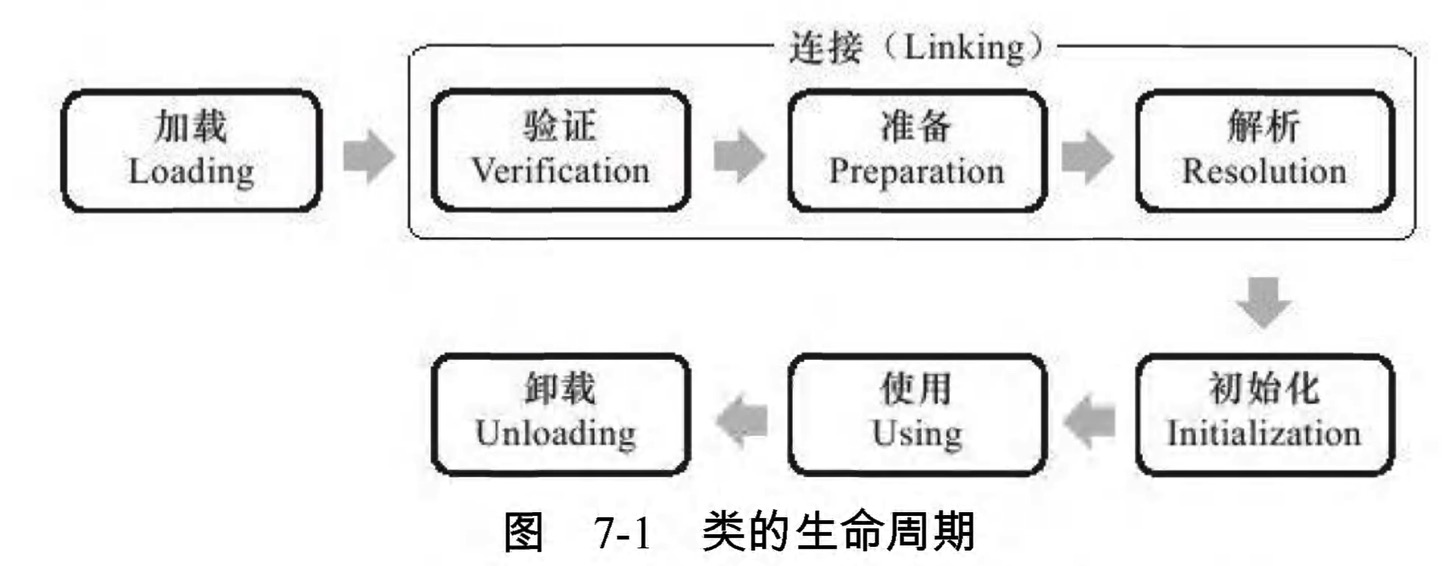 连接（Linking）
加载
Loading
验证
Verification
准备
Preparation
解析
Resolution
初始化
Initialization
使用
Using
卸载
Unloading
图 7-1 类的生命周期